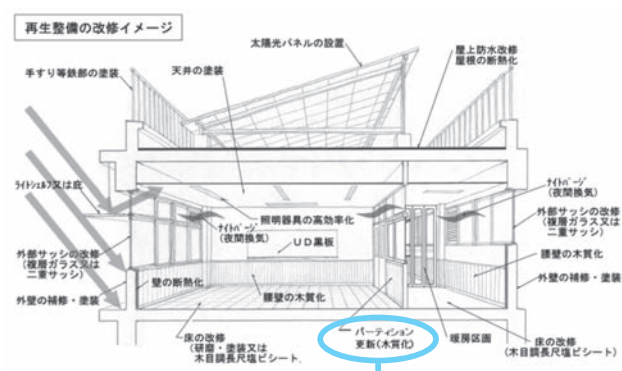 再生整備の改修イメージ
太陽光パネルの設置
手すり等鉄部の塗装
天井の塗装
屋上防水改修
屋根の断熱化
ライトシェルフ又は庇
ナイトパージ
(夜間換気)
照明器具の高効率化
ナイトパージ
(夜間換気)
外部サッシの改修
(複層ガラス又は
二重サッシ)
UD黒板
外部サッシの改修
(複層ガラス又は
二重サッシ)
壁の断熱化
腰壁の木質化
腰壁の木質化
外壁の補修・塗装
外壁の補修・塗装
床の改修
(研磨・塗装又は
木目調長尺塩ビシート.
パーティション
更新(木質化)
暖房区画
床の改修
(木目調長尺塩ビシート)